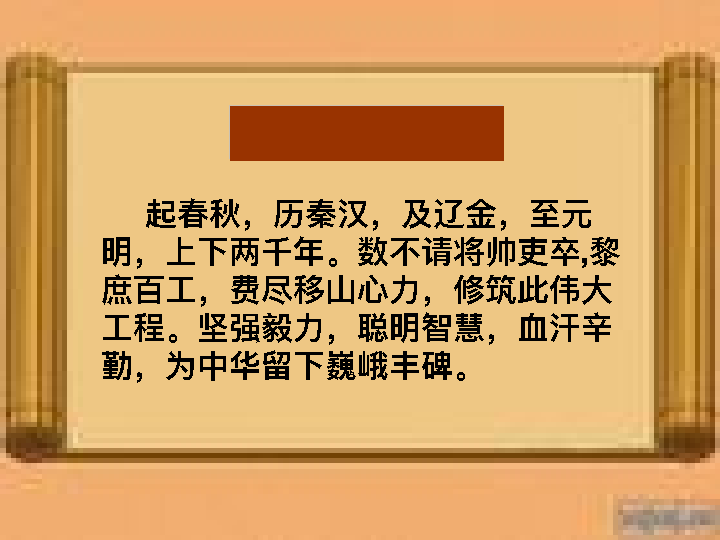 起春秋，历秦汉，及辽金，至元
明，上下两千年。数不请将帅吏卒,黎
庶百工，费尽移山心力，修筑此伟大
工程。坚强毅力，聪明智慧，血汗辛
勤，为中华留下巍峨丰碑。